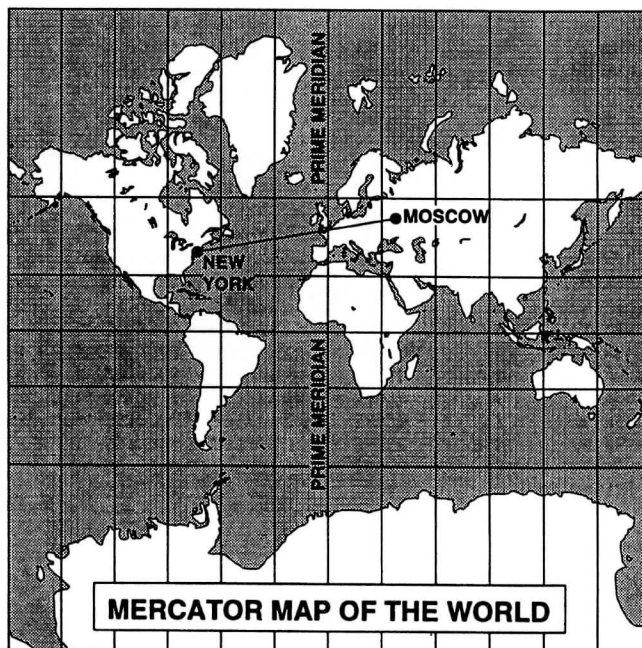 PRIME MERIDIAN
MOSCOW
NEW
YORK
PRIME MERIDIAN
MERCATOR MAP OF THE WORLD